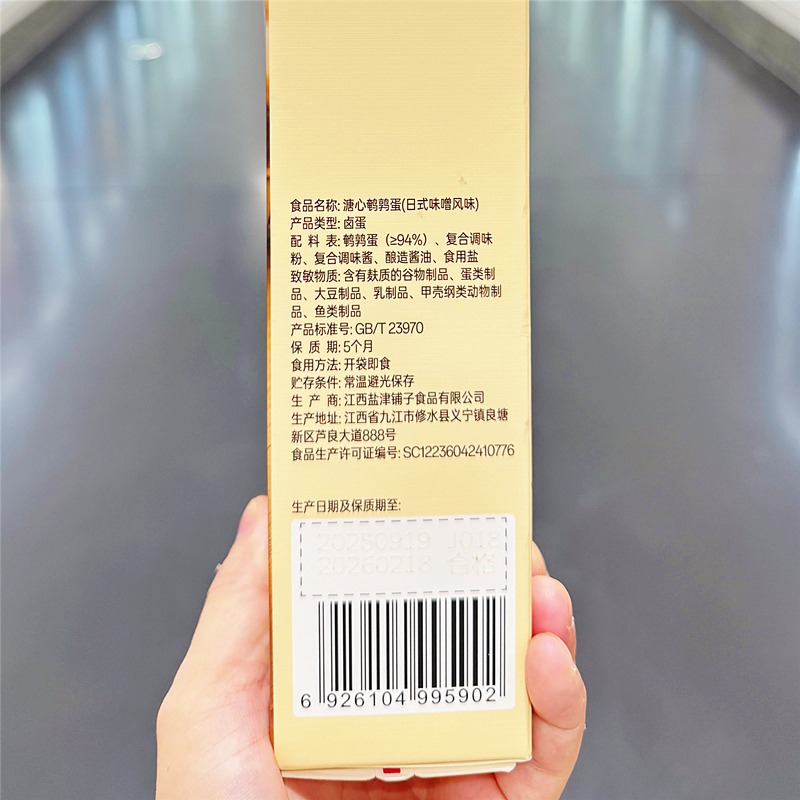 食品名称: 溏心鹌鹑蛋(日式味噌风味)
产品类型: 卤蛋
配 料 表: 鹌鹑蛋（≥94%）、复合调味
粉、复合调味酱、酿造酱油、食用盐
致敏物质: 含有麸质的谷物制品、蛋类制
品、大豆制品、乳制品、甲壳纲类动物制
品、鱼类制品
产品标准号: GB/T 23970
保 质 期: 5个月
食用方法: 开袋即食
贮存条件: 常温避光保存
生 产 商: 江西盐津铺子食品有限公司
生产地址: 江西省九江市修水县义宁镇良塘
新区芦良大道888号
食品生产许可证编号: SC12236042410776
生产日期及保质期至:
20250919 J018
20260218 合格
6 926104 995902